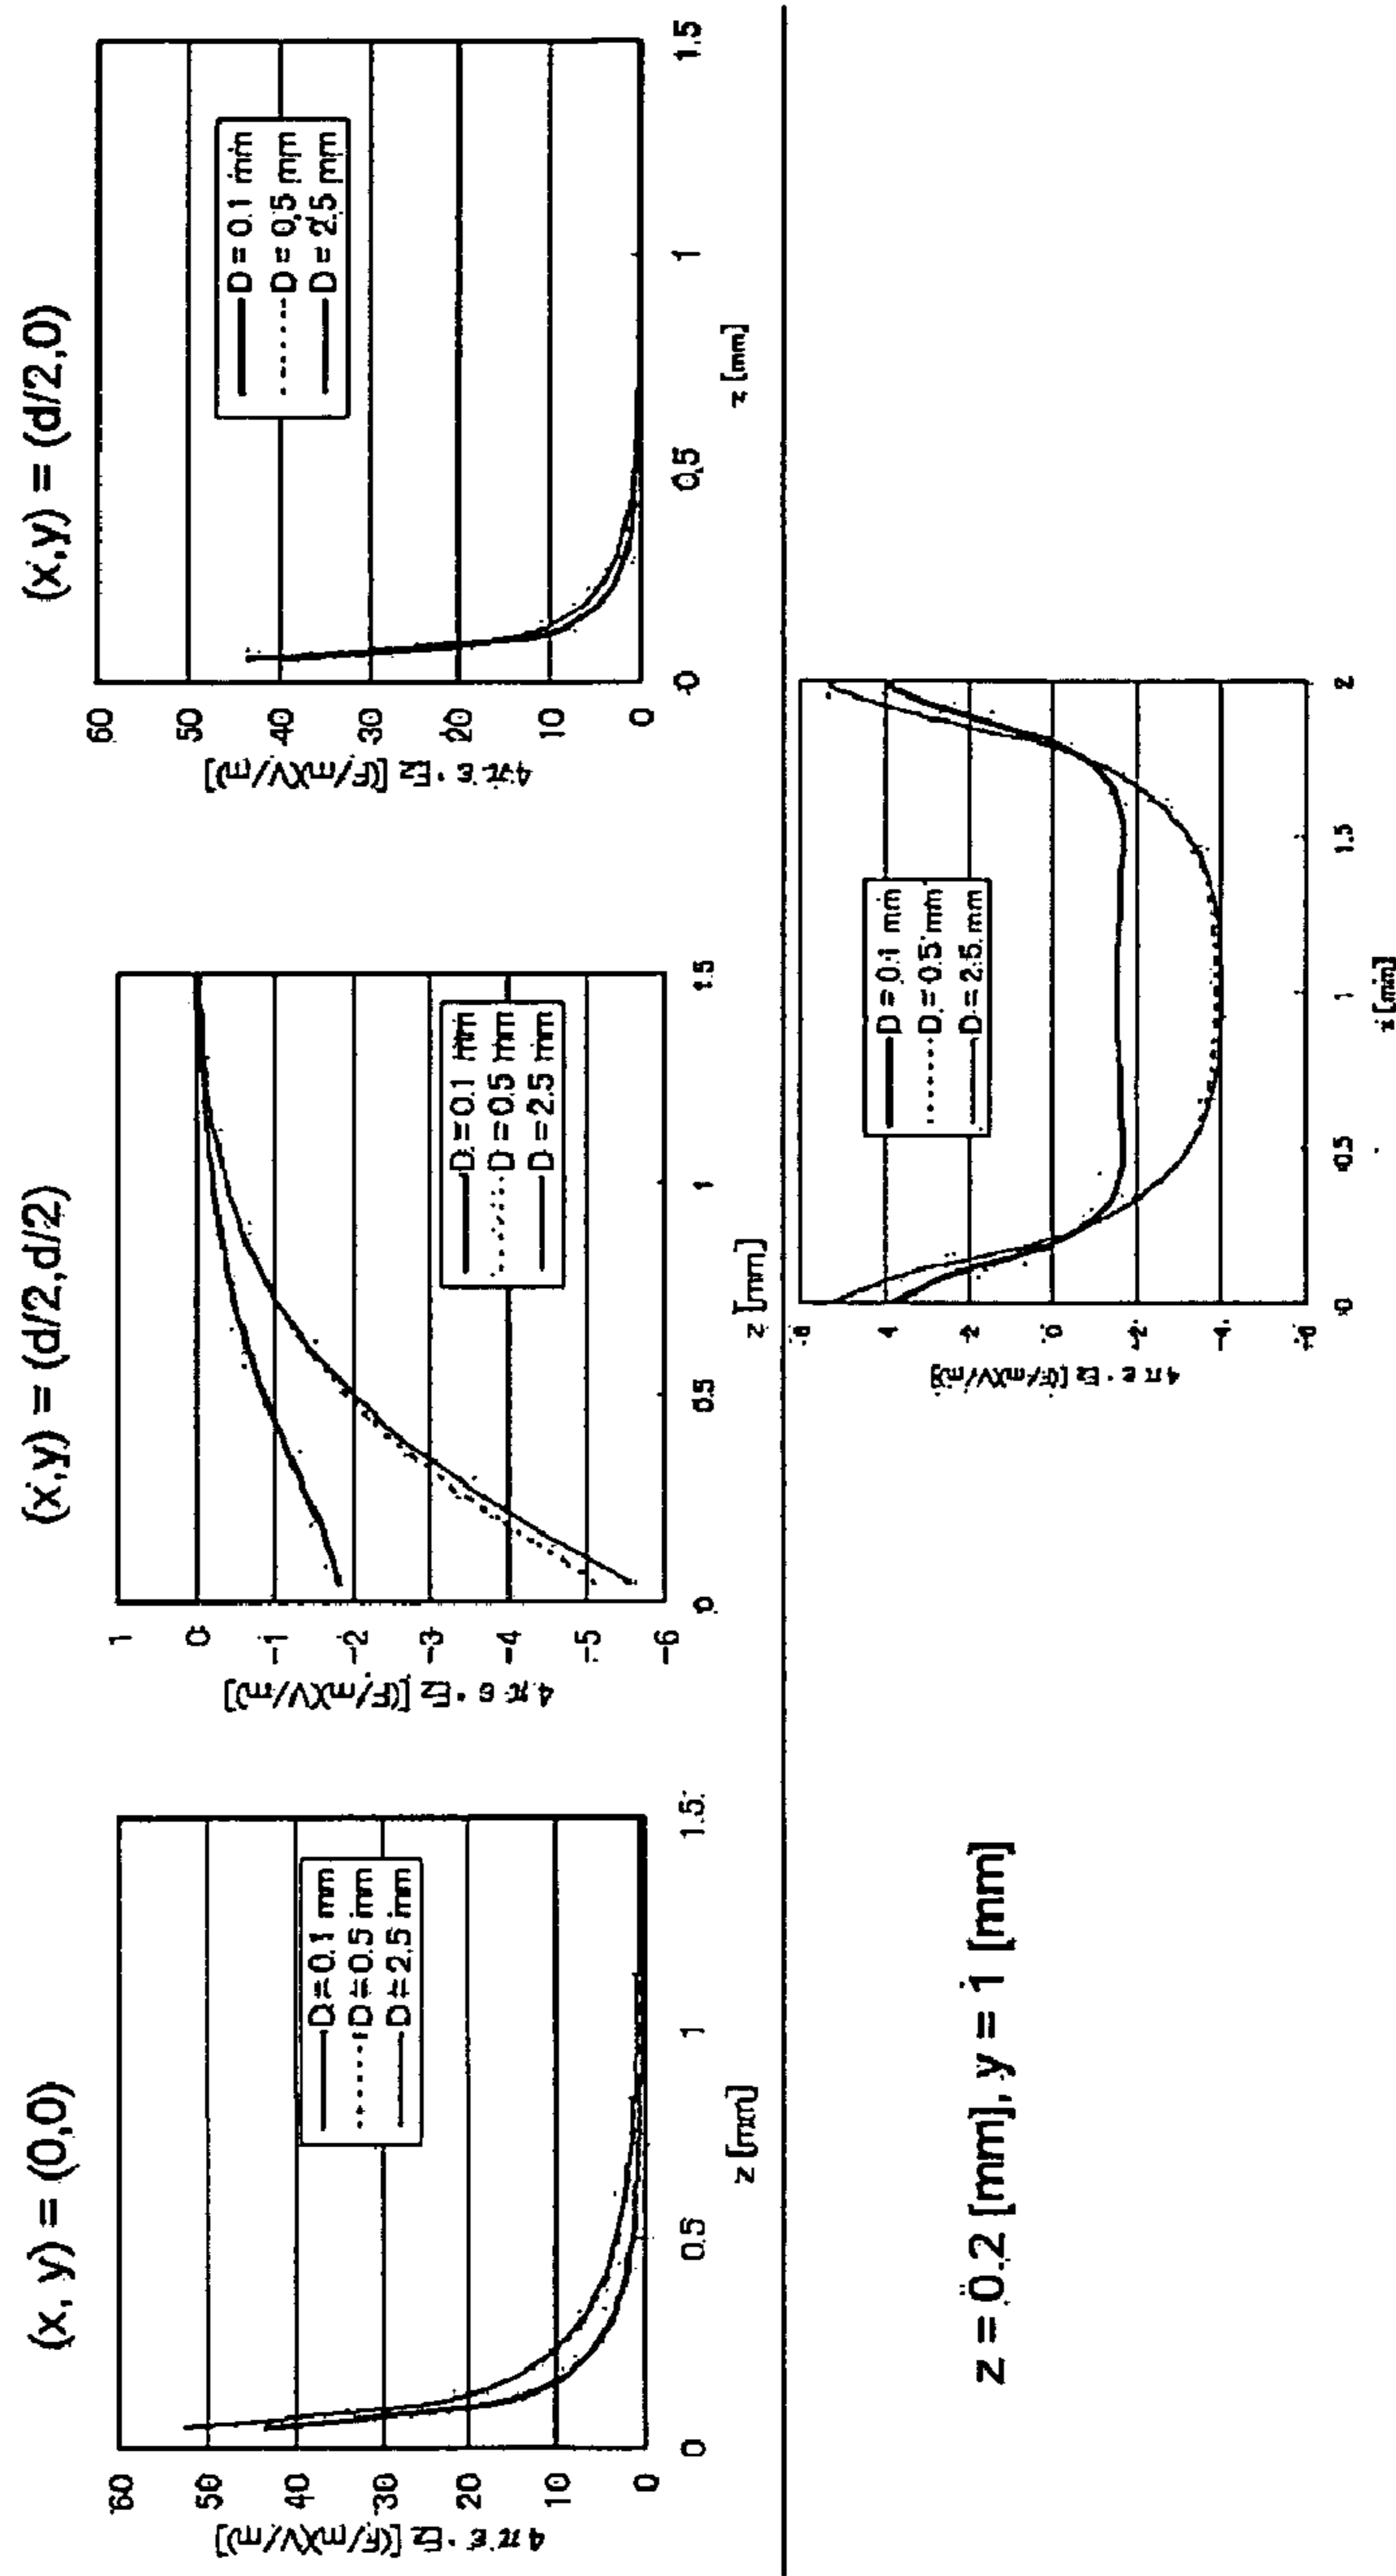 (x, y) = (0,0)
4πε・Ez [(F/m)(V/m)]
60
50
40
30
20
10
0
D=0.1 mm
D=0.5 mm
D=2.5 mm
0
0.5
1
1.5
z [mm]
(x,y) = (d/2,d/2)
4πε・Ez [(F/m)(V/m)]
1
0
-1
-2
-3
-4
-5
-6
D=0.1 mm
D=0.5 mm
D=2.5 mm
0
0.5
1
1.5
z [mm]
(x,y) = (d/2,0)
4πε・Ez [(F/m)(V/m)]
60
50
40
30
20
10
0
D=0.1 mm
D=0.5 mm
D=2.5 mm
0
0.5
1
1.5
z [mm]
z = 0.2 [mm], y = 1 [mm]
4πε・Ez [(F/m)(V/m)]
4
2
0
-2
-4
D=0.1 mm
D=0.5 mm
D=2.5 mm
0
0.5
1
1.5
2